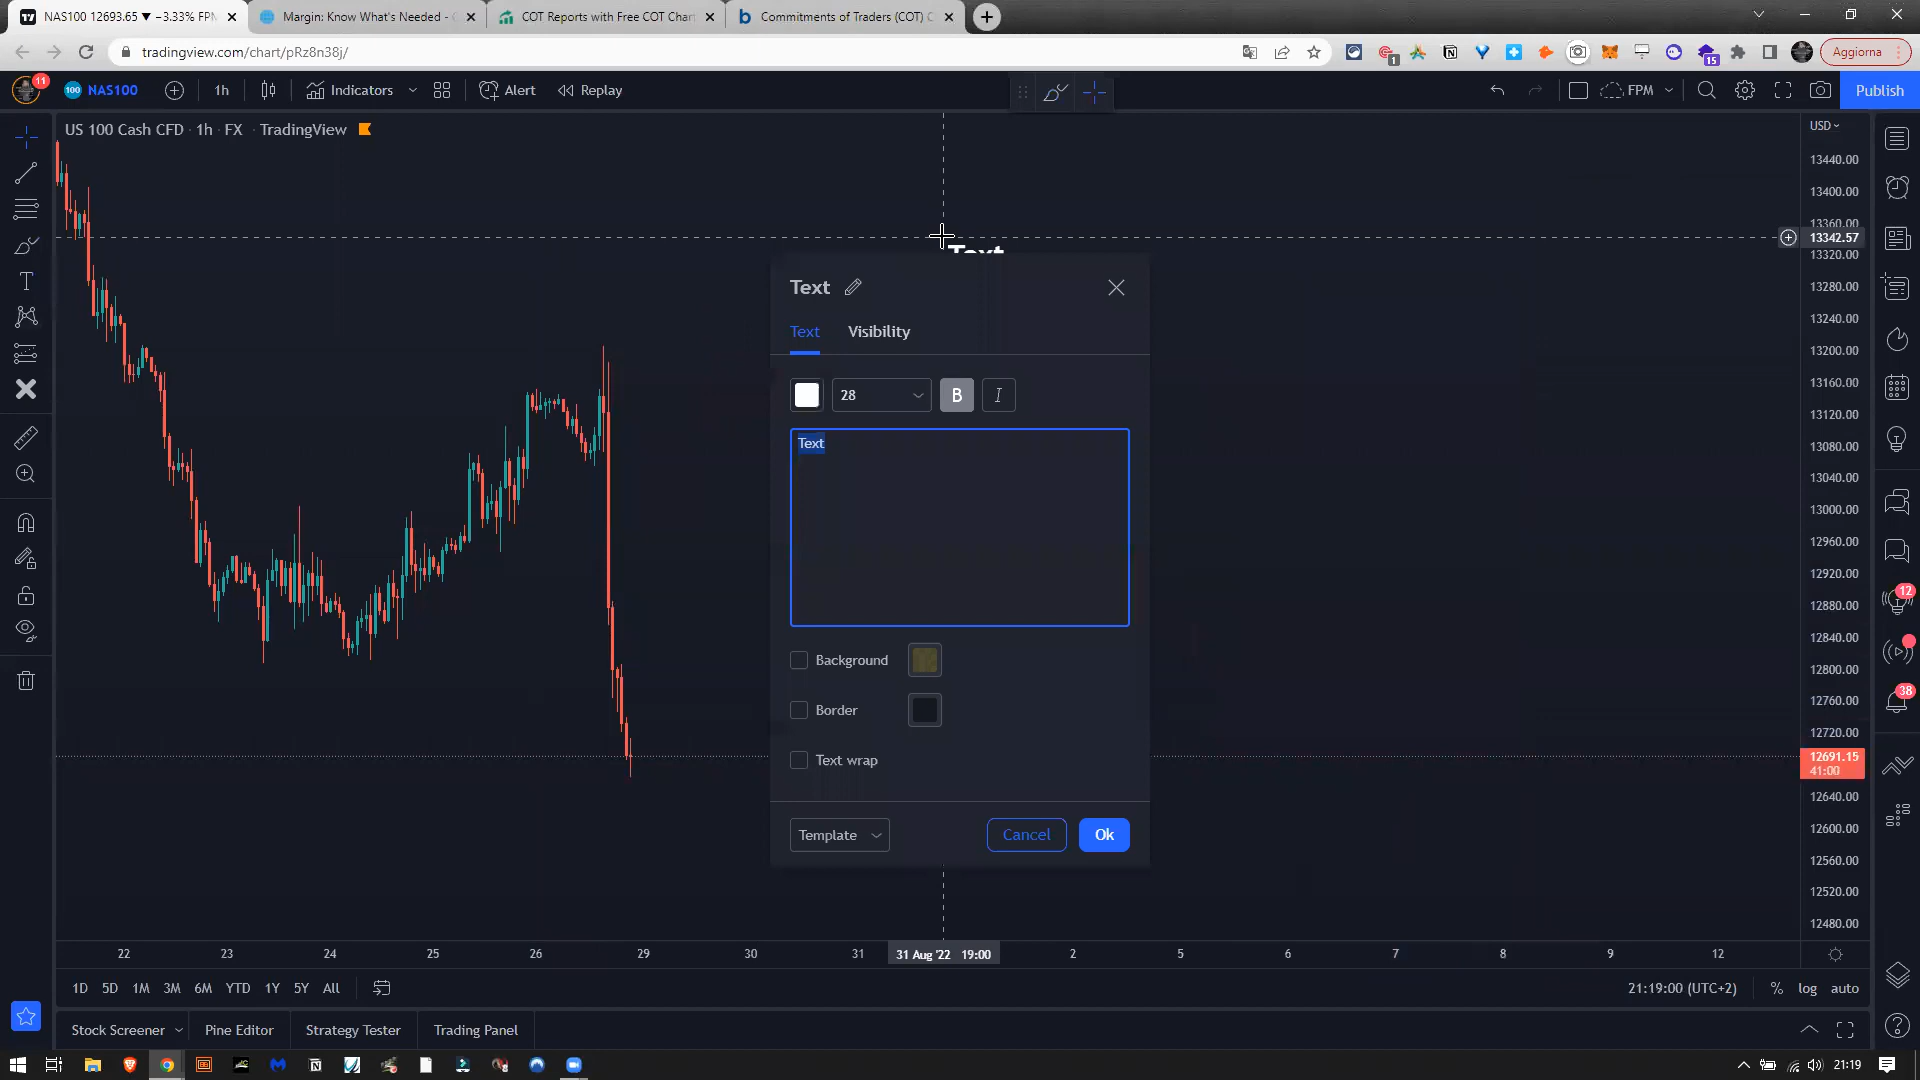 NAS100 12693.65 ▼ −3.33% FPM
Margin: Know What's Needed -
COT Reports with Free COT Char
Commitments of Traders (COT) C
tradingview.com/chart/pRz8n38j/
1
15
Aggiorna
11
NAS100
1h
Indicators
Alert
Replay
FPM
Publish
US 100 Cash CFD · 1h · FX · TradingView
USD
13440.00
13400.00
13360.00
13342.57
13320.00
13280.00
13240.00
13200.00
13160.00
13120.00
13080.00
13040.00
13000.00
12960.00
12920.00
12880.00
12840.00
12800.00
12760.00
12720.00
12691.15
41:00
12640.00
12600.00
12560.00
12520.00
12480.00
Text
Text
Text
Visibility
28
B
I
Text
Background
Border
Text wrap
Template
Cancel
Ok
12
38
22
23
24
25
26
29
30
31
31 Aug '22 19:00
2
5
6
7
8
9
12
1D
5D
1M
3M
6M
YTD
1Y
5Y
All
21:19:00 (UTC+2)
%
log
auto
Stock Screener
Pine Editor
Strategy Tester
Trading Panel
21:19